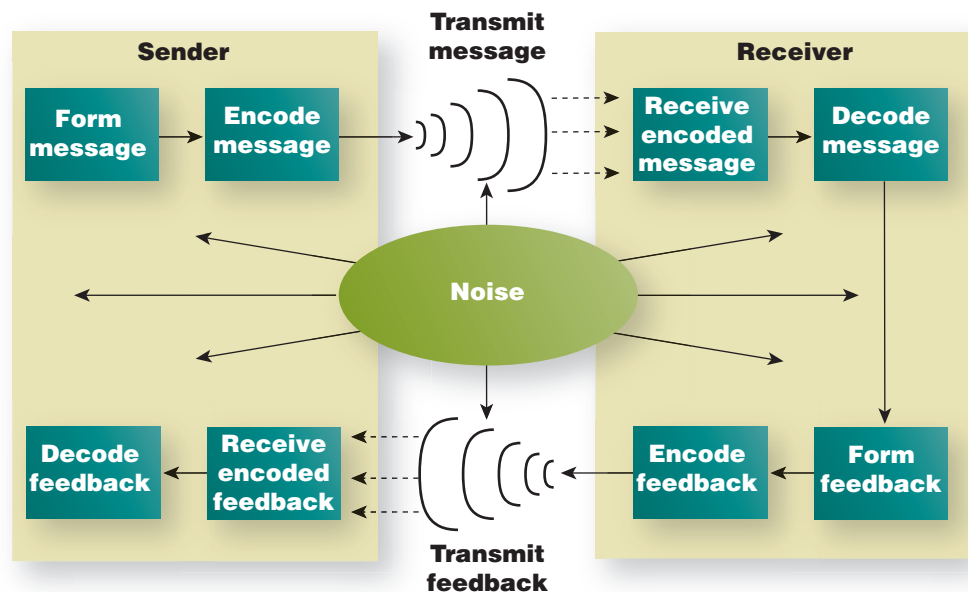 Transmit
message
Sender
Receiver
Form
message
Encode
message
Receive
encoded
message
Decode
message
Noise
Decode
feedback
Receive
encoded
feedback
Encode
feedback
Form
feedback
Transmit
feedback